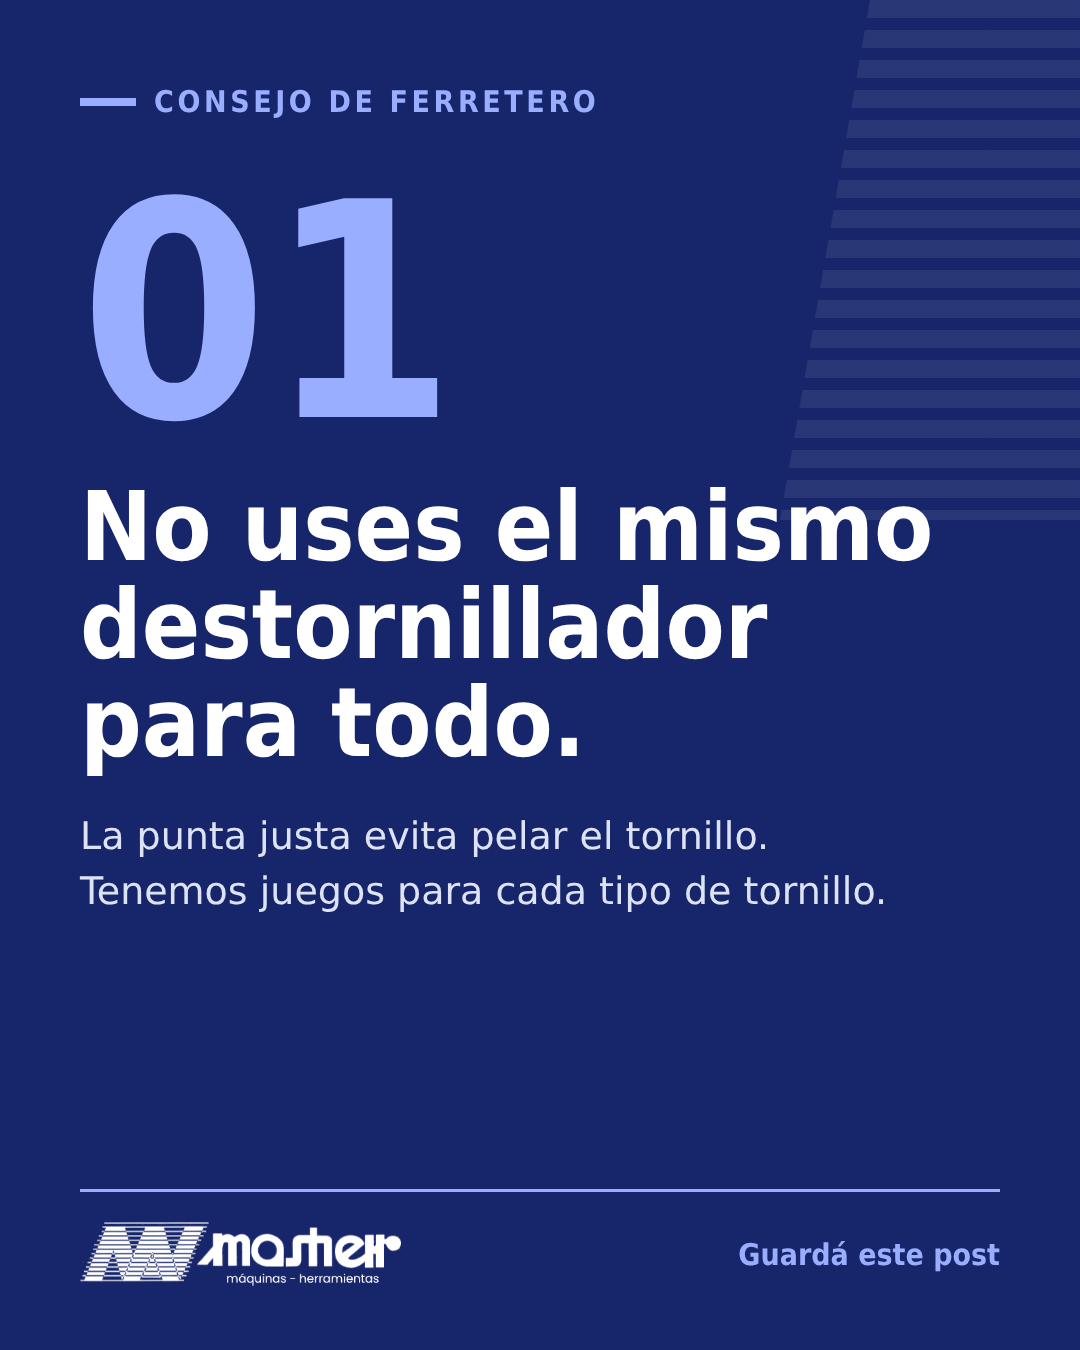 CONSEJO DE FERRETERO
01
No uses el mismo
destornillador
para todo.
La punta justa evita pelar el tornillo.
Tenemos juegos para cada tipo de tornillo.
masher
máquinas - herramientas
Guardá este post